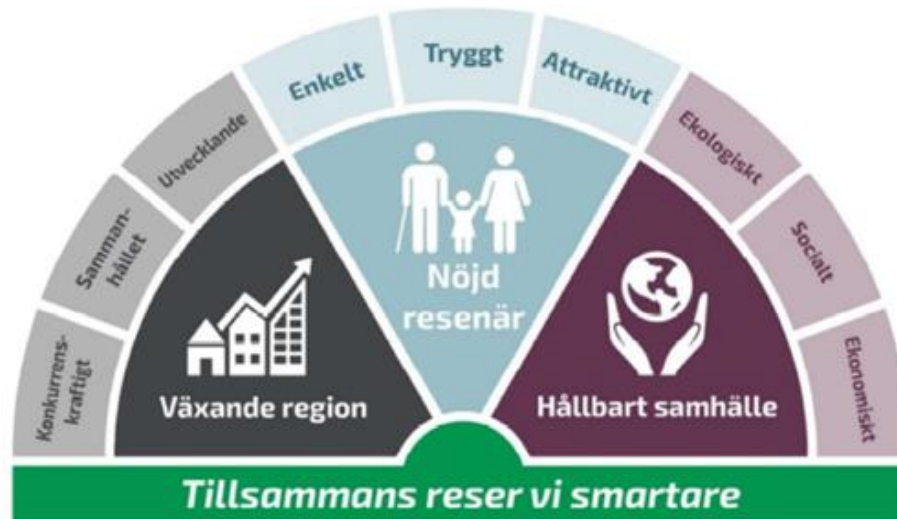 Enkelt
Tryggt
Attraktivt
Utvecklande
Samman-
hållet
Konkurrens-
kraftigt
Ekologiskt
Socialt
Ekonomiskt
Nöjd
resenär
Växande region
Hållbart samhälle
Tillsammans reser vi smartare